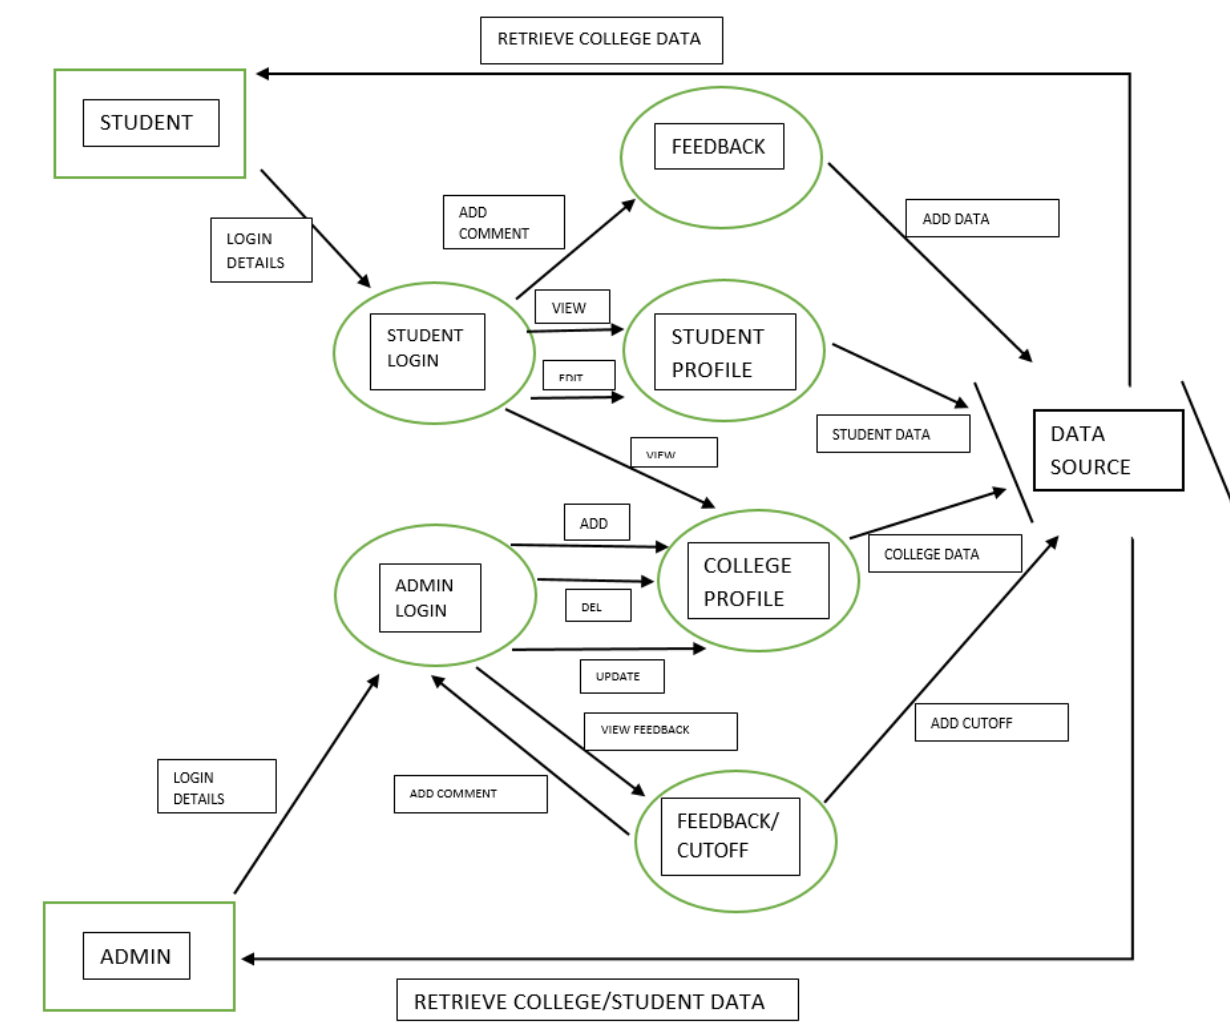 RETRIEVE COLLEGE DATA
STUDENT
FEEDBACK
ADD
COMMENT
ADD DATA
LOGIN
DETAILS
VIEW
STUDENT
LOGIN
STUDENT
PROFILE
EDIT
STUDENT DATA
DATA
SOURCE
VIEW
ADD
COLLEGE DATA
COLLEGE
PROFILE
ADMIN
LOGIN
DEL
UPDATE
VIEW FEEDBACK
ADD CUTOFF
LOGIN
DETAILS
ADD COMMENT
FEEDBACK/
CUTOFF
ADMIN
RETRIEVE COLLEGE/STUDENT DATA